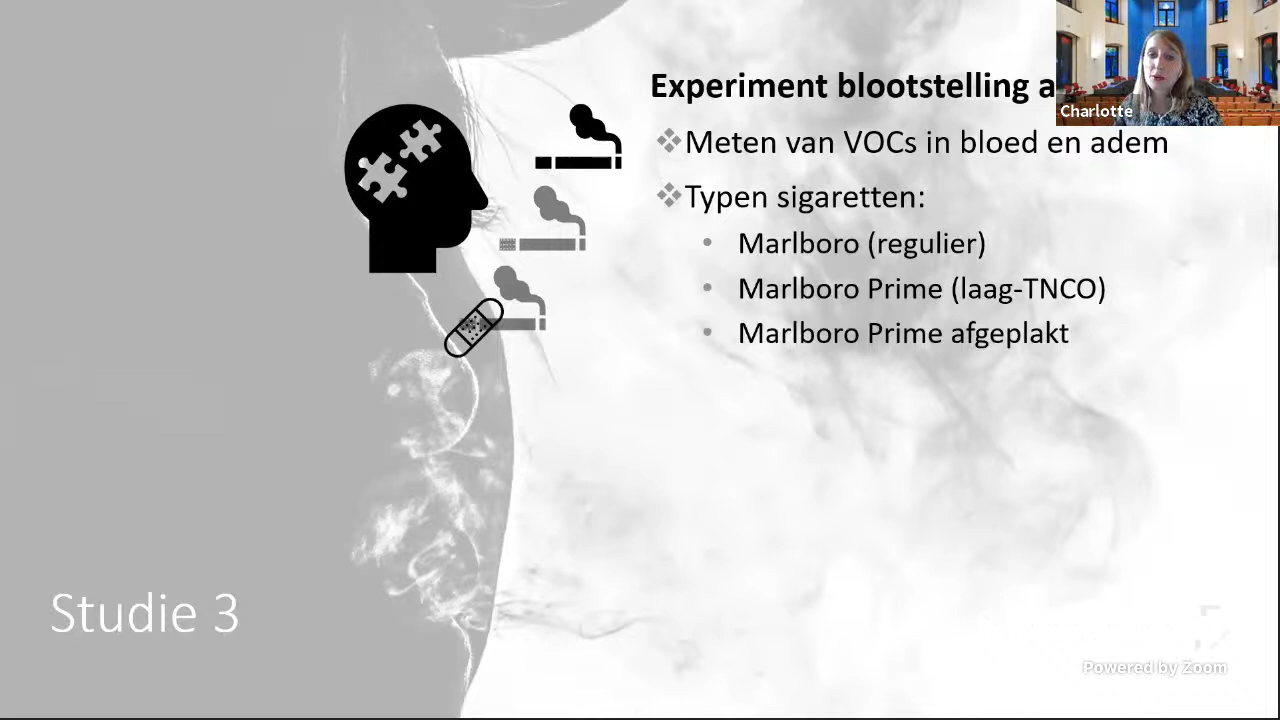 Experiment blootstelling a
Charlotte
Meten van VOCs in bloed en adem
Typen sigaretten:
Marlboro (regulier)
Marlboro Prime (laag-TNCO)
Marlboro Prime afgeplakt
Studie 3
Powered by Zoom